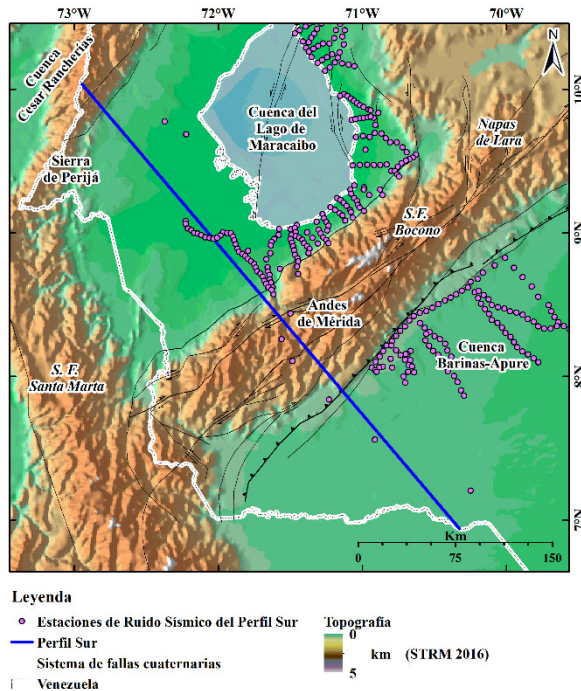 73°W
72°W
71°W
70°W
N
Cuenca
Cesar Rancherías
10°N
Cuenca del
Lago de
Maracaíbo
Napas
de Lara
Sierra
de Perijá
S.F.
Bocono
9°N
Andes
de Mérida
Cuenca
Barinas-Apure
S. F.
Santa Marta
8°N
7°N
Km
0 75 150
Leyenda
Estaciones de Ruido Sísmico del Perfil Sur
Perfil Sur
Sistema de fallas cuaternarias
Venezuela
Topografía
0
km (STRM 2016)
5